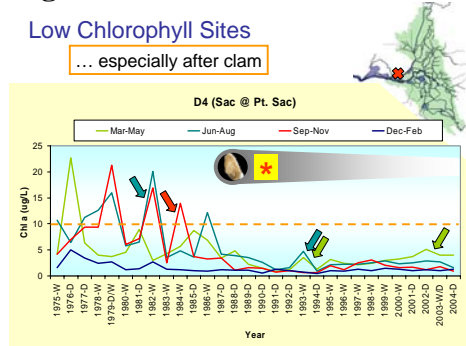 Low Chlorophyll Sites
… especially after clam
D4 (Sac @ Pt. Sac)
Mar-May Jun-Aug Sep-Nov Dec-Feb
25
20
15
10
5
0
Chl a (ug/L)
*
1975-W
1976-D
1977-D
1978-W
1979-D/W
1980-W
1981-D
1982-W
1983-W
1984-W
1985-D
1986-W
1987-D
1988-D
1989-D
1990-D
1991-D
1992-D
1993-W
1994-D
1995-W
1996-W
1997-W
1998-W
1999-W
2000-W
2001-D
2002-D
2003-W/D
2004-D
Year